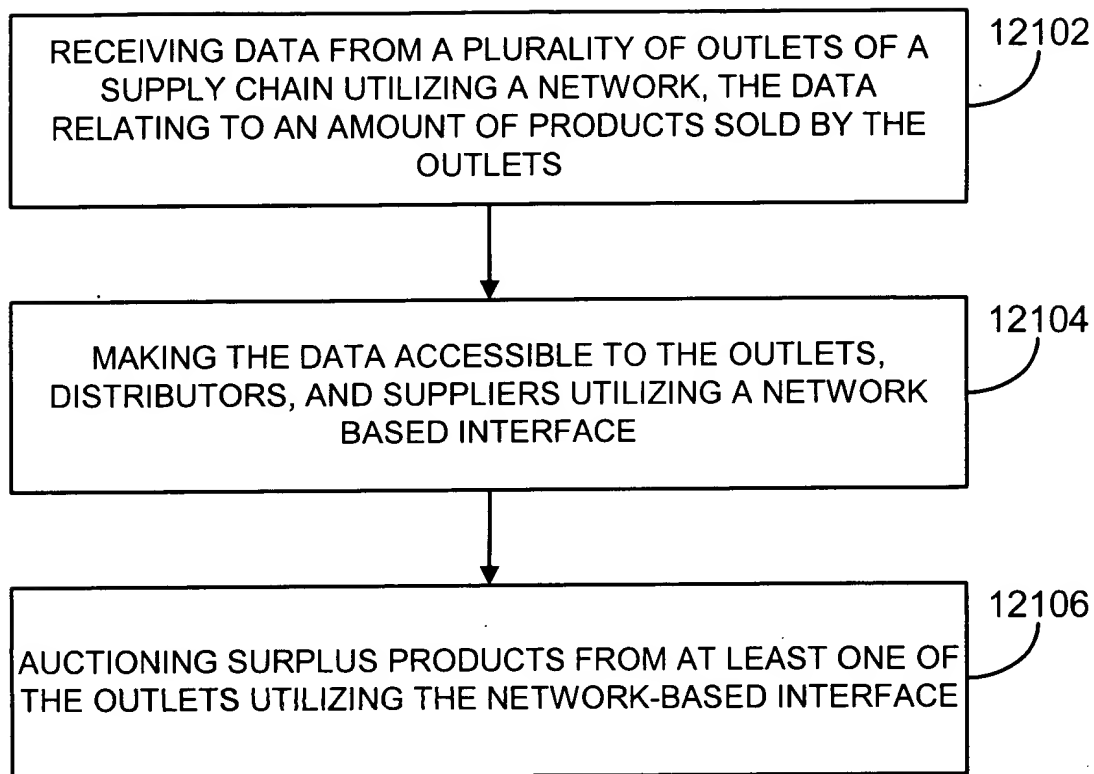 RECEIVING DATA FROM A PLURALITY OF OUTLETS OF A
SUPPLY CHAIN UTILIZING A NETWORK, THE DATA
RELATING TO AN AMOUNT OF PRODUCTS SOLD BY THE
OUTLETS
12102
MAKING THE DATA ACCESSIBLE TO THE OUTLETS,
DISTRIBUTORS, AND SUPPLIERS UTILIZING A NETWORK
BASED INTERFACE
12104
AUCTIONING SURPLUS PRODUCTS FROM AT LEAST ONE OF
THE OUTLETS UTILIZING THE NETWORK-BASED INTERFACE
12106